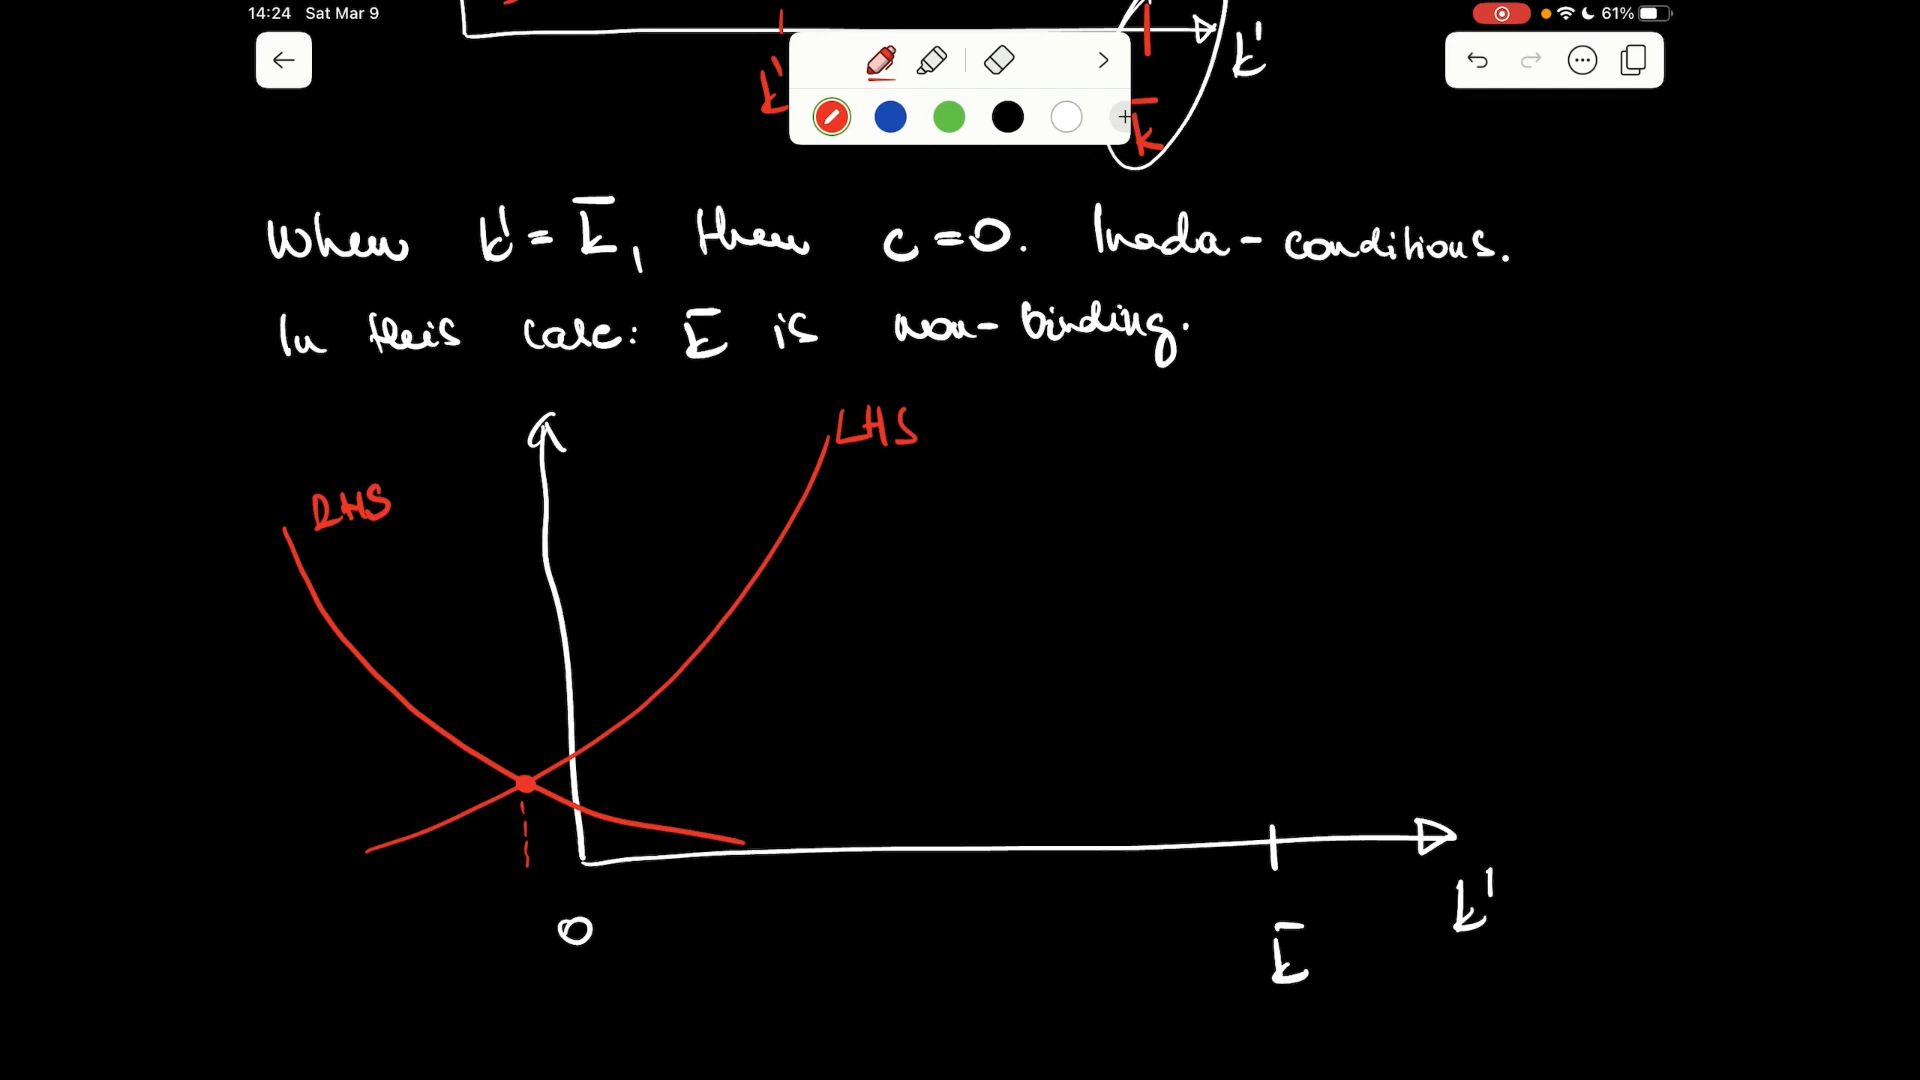 14:24 Sat Mar 9
61%
k'
k'
k̄
When k' = k̄, then c = 0. Inada-conditions.
In this calc: k̄ is non-binding.
LHS
RHS
k'
0
k̄